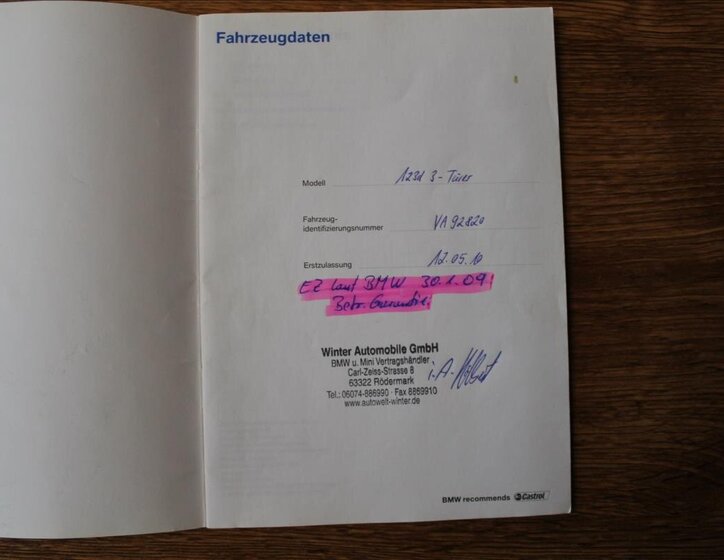 Fahrzeugdaten
Modell 123d 3-Türer
Fahrzeug-
identifizierungsnummer VA92820
Erstzulassung 12.05.10
EZ laut BMW 30.1.09!
Betr. Garantie!
Winter Automobile GmbH
BMW u. Mini Vertragshändler
Carl-Zeiss-Strasse 8
63322 Rödermark
i.A.
Tel.: 06074-886990 · Fax 8869910
www.autowelt-winter.de
BMW recommends Castrol